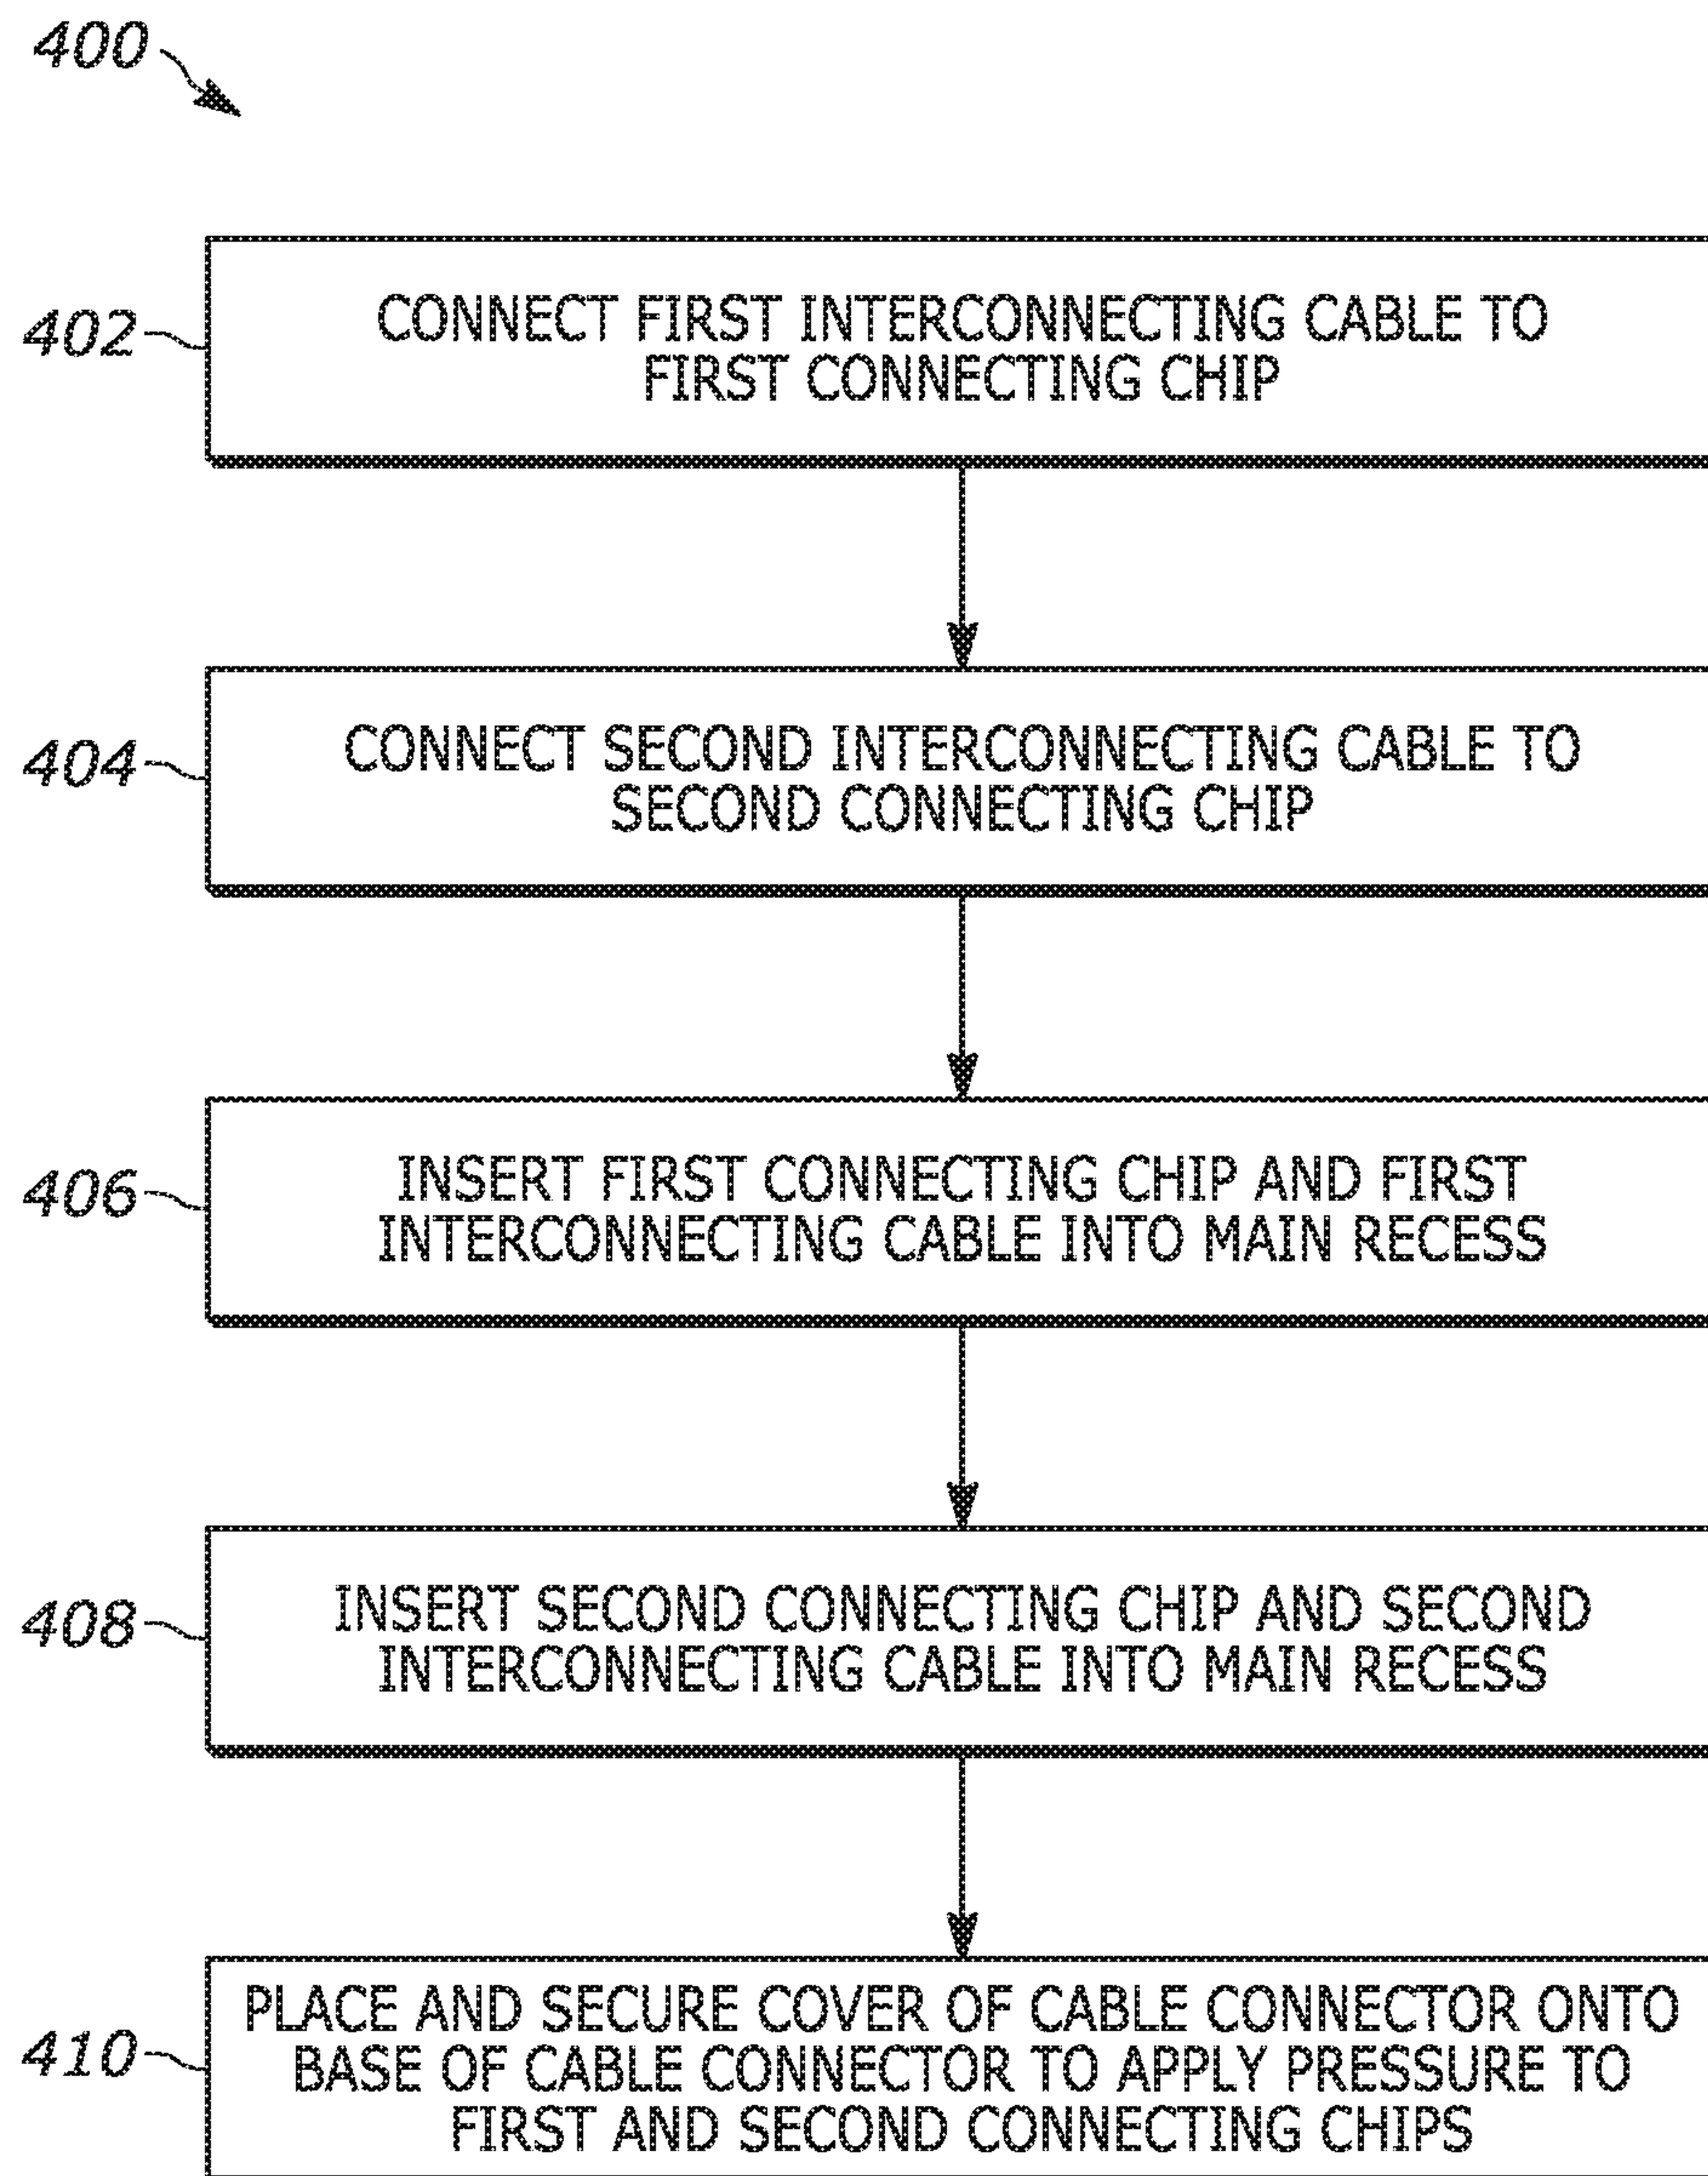 400
402
CONNECT FIRST INTERCONNECTING CABLE TO
FIRST CONNECTING CHIP
404
CONNECT SECOND INTERCONNECTING CABLE TO
SECOND CONNECTING CHIP
406
INSERT FIRST CONNECTING CHIP AND FIRST
INTERCONNECTING CABLE INTO MAIN RECESS
408
INSERT SECOND CONNECTING CHIP AND SECOND
INTERCONNECTING CABLE INTO MAIN RECESS
410
PLACE AND SECURE COVER OF CABLE CONNECTOR ONTO
BASE OF CABLE CONNECTOR TO APPLY PRESSURE TO
FIRST AND SECOND CONNECTING CHIPS